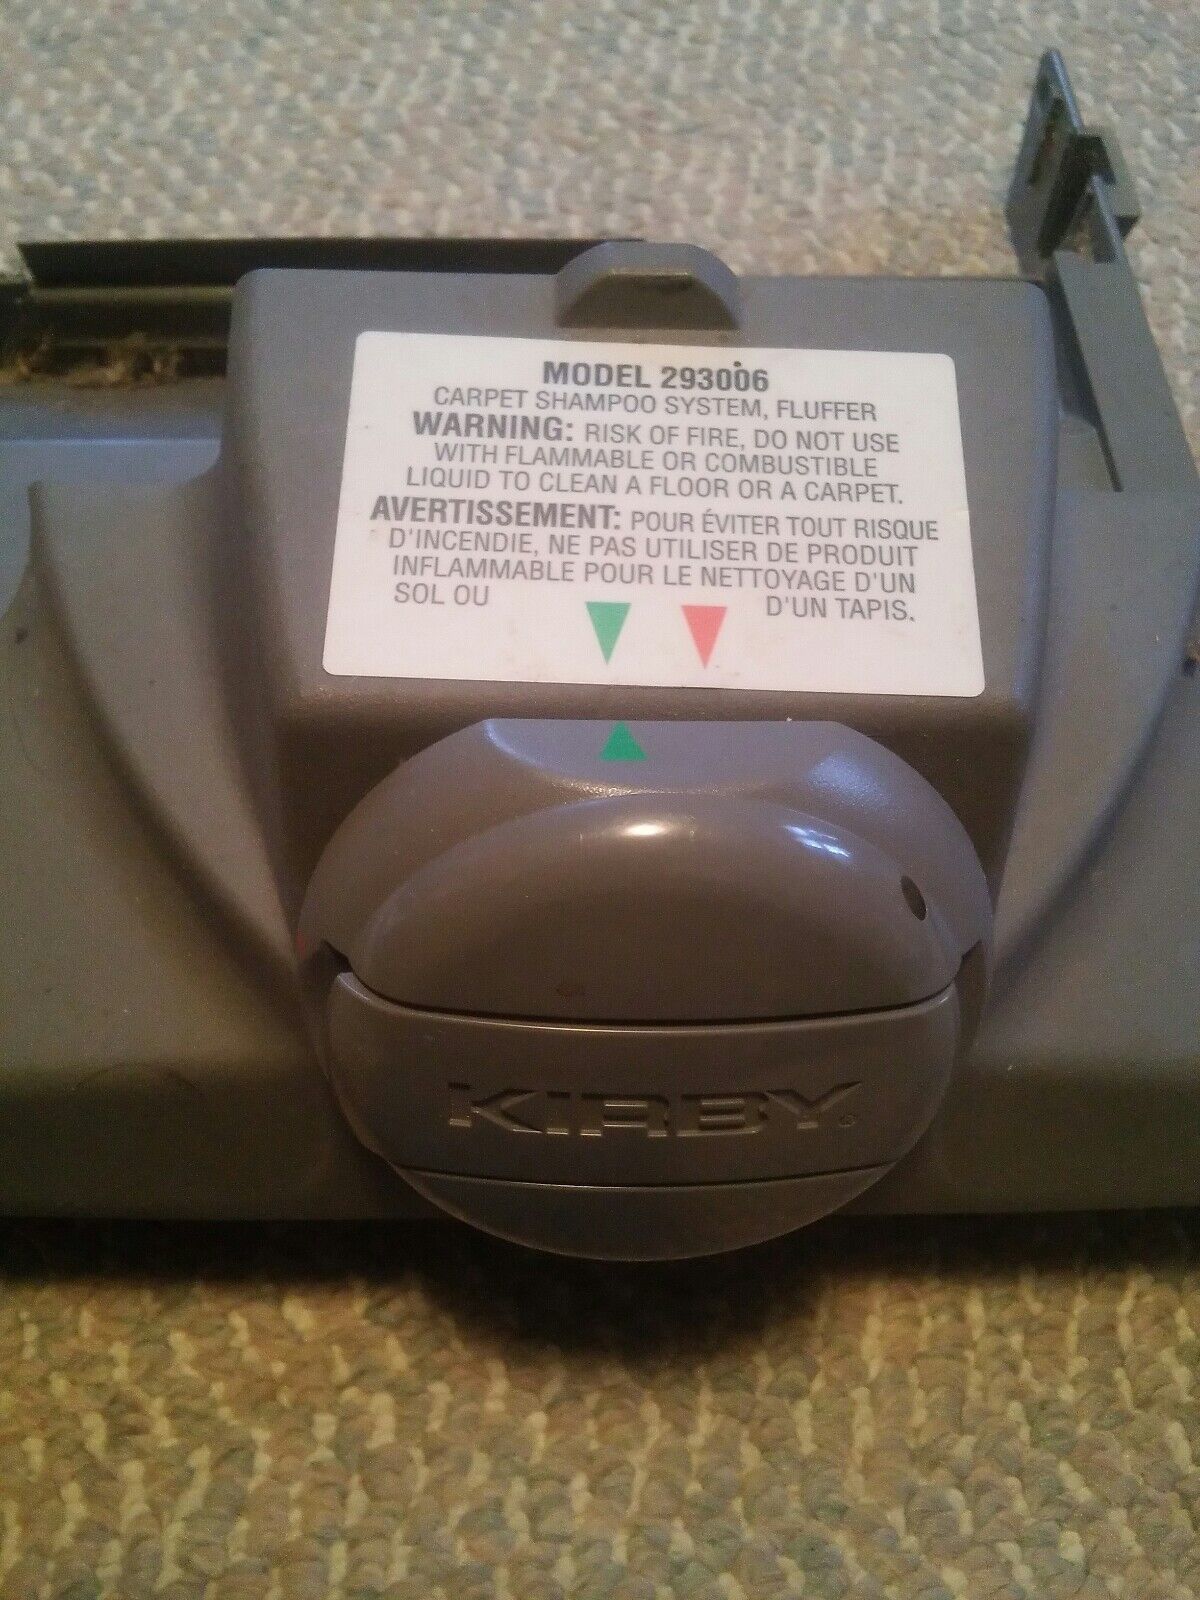 MODEL 293006
CARPET SHAMPOO SYSTEM, FLUFFER
WARNING: RISK OF FIRE, DO NOT USE
WITH FLAMMABLE OR COMBUSTIBLE
LIQUID TO CLEAN A FLOOR OR A CARPET.
AVERTISSEMENT: POUR ÉVITER TOUT RISQUE
D'INCENDIE, NE PAS UTILISER DE PRODUIT
INFLAMMABLE POUR LE NETTOYAGE D'UN
SOL OU D'UN TAPIS.
KIRBY®